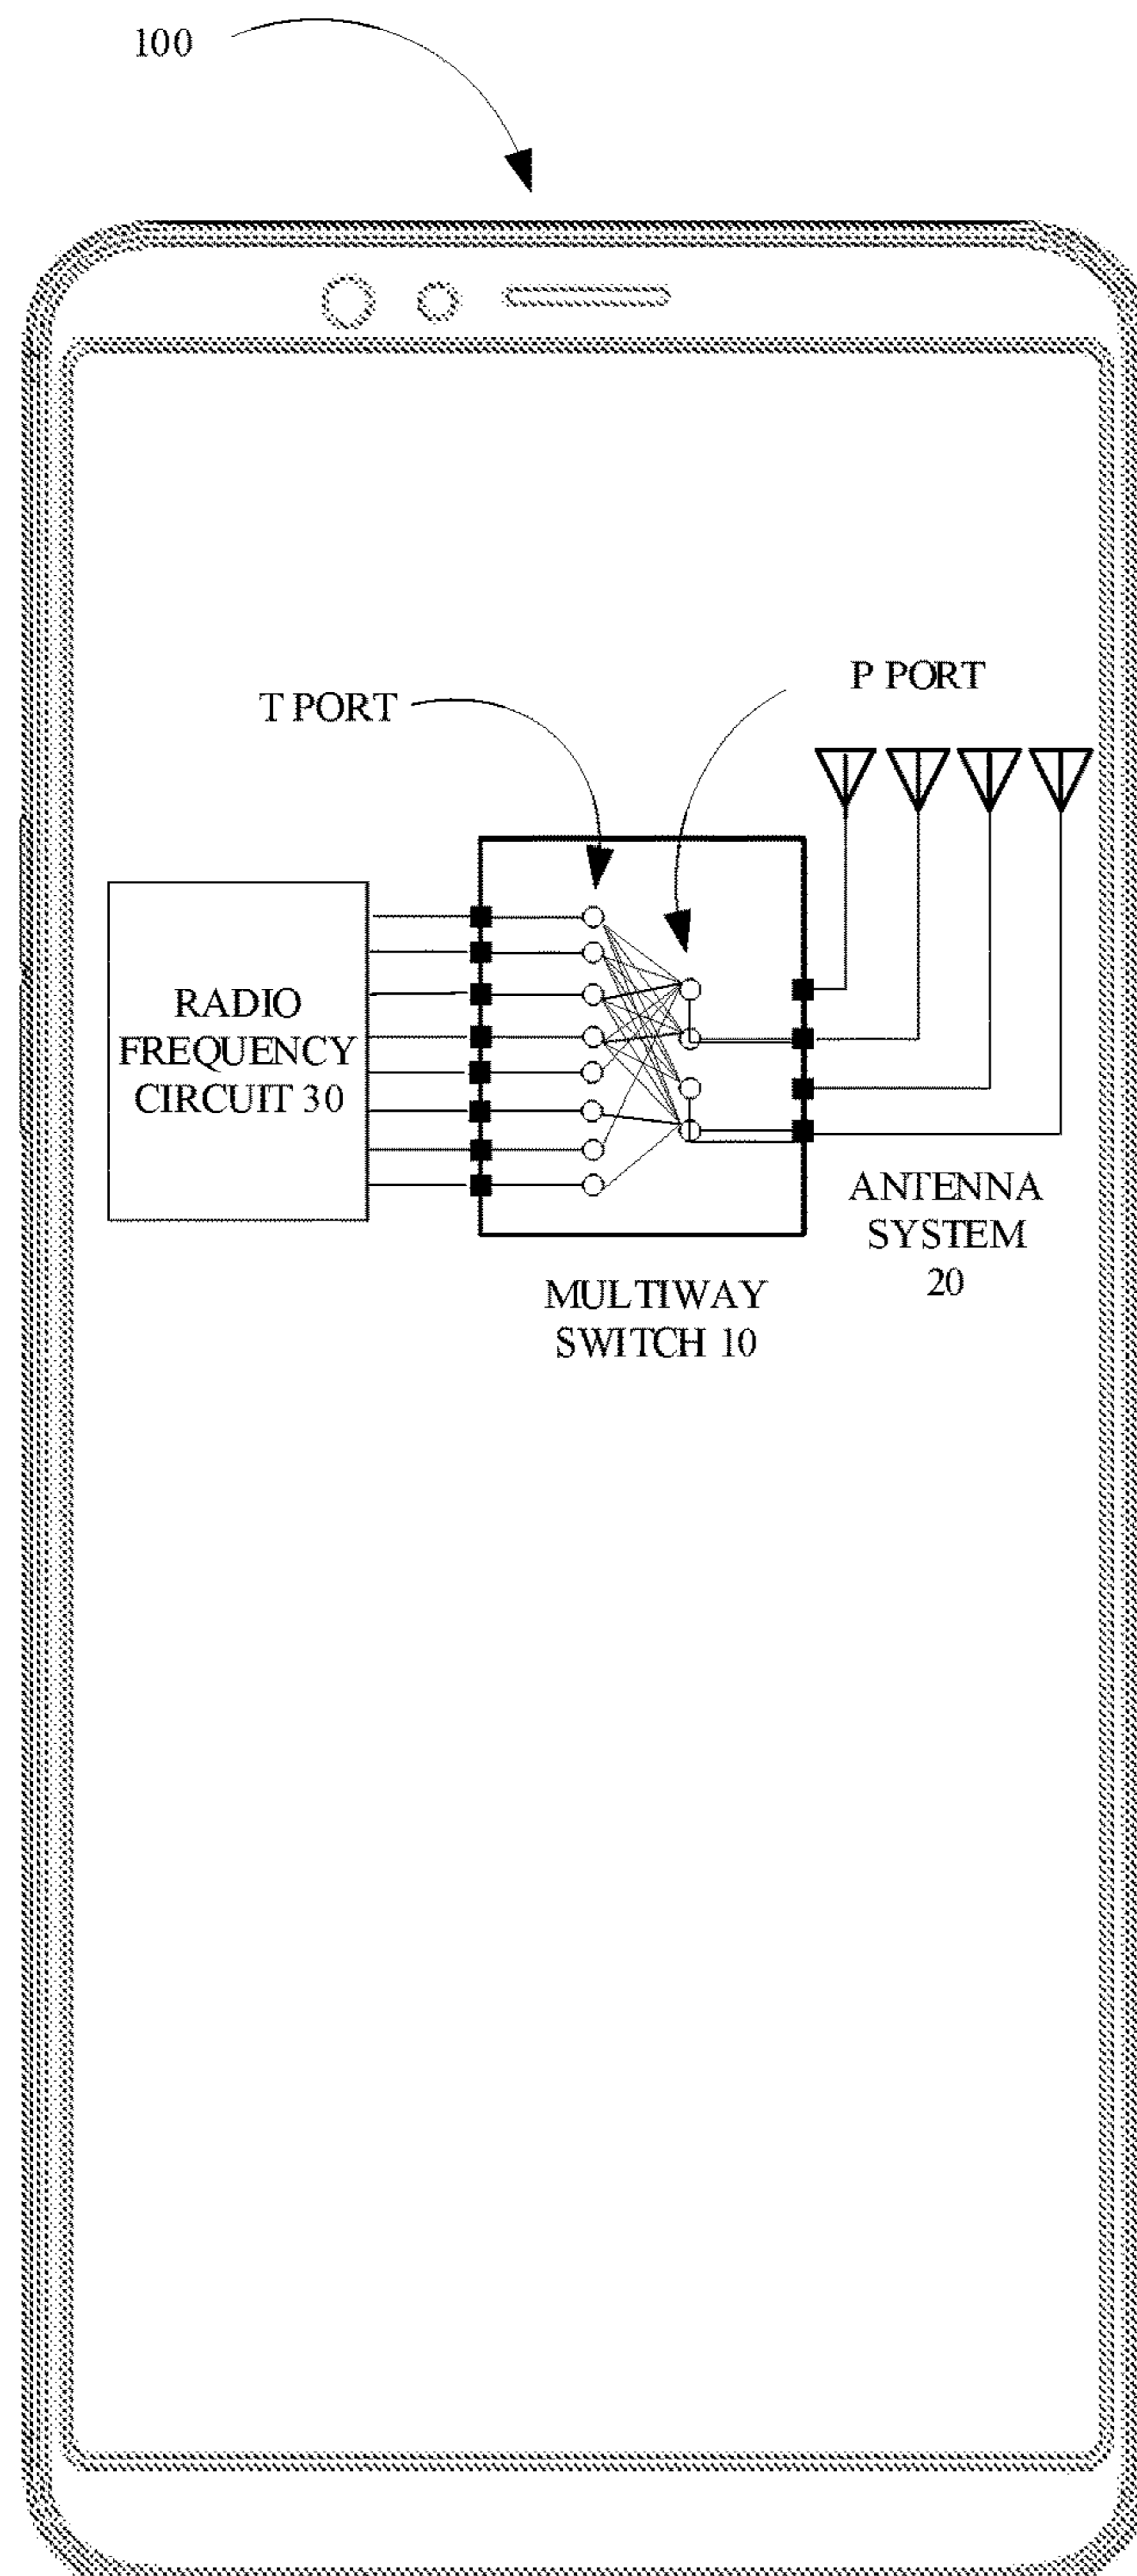 100
T PORT
P PORT
RADIO
FREQUENCY
CIRCUIT 30
ANTENNA
SYSTEM
20
MULTIWAY
SWITCH 10